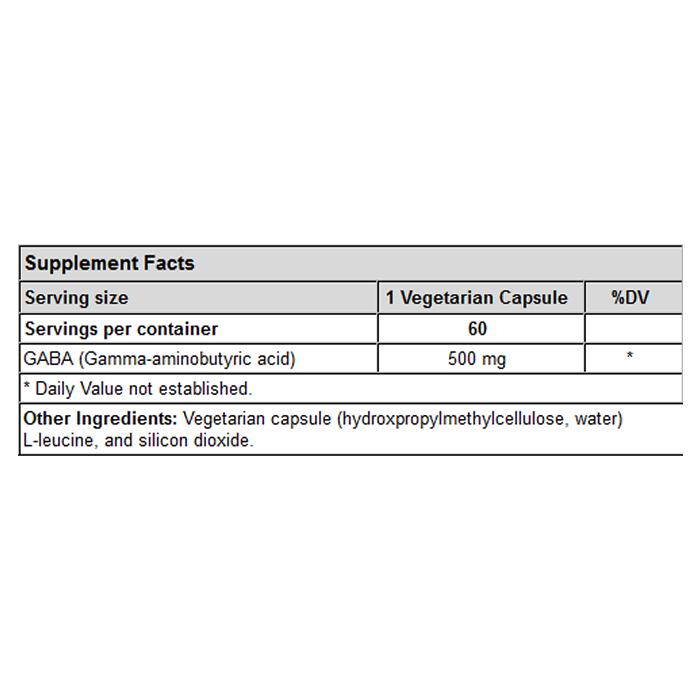 Supplement Facts
Serving size 1 Vegetarian Capsule %DV
Servings per container 60
GABA (Gamma-aminobutyric acid) 500 mg *
* Daily Value not established.
Other Ingredients: Vegetarian capsule (hydroxpropylmethylcellulose, water)
L-leucine, and silicon dioxide.